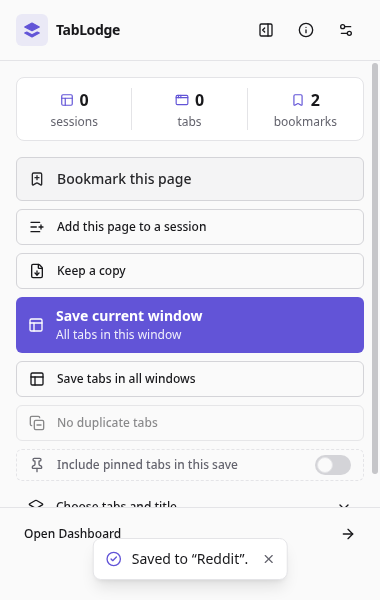 TabLodge
0
sessions
0
tabs
2
bookmarks
Bookmark this page
Add this page to a session
Keep a copy
Save current window
All tabs in this window
Save tabs in all windows
No duplicate tabs
Include pinned tabs in this save
Choose tabs and title
Open Dashboard
Saved to “Reddit”.